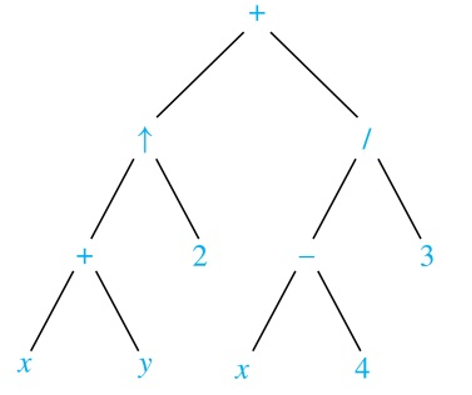 +
↑ /
+ 2 − 3
x y x 4